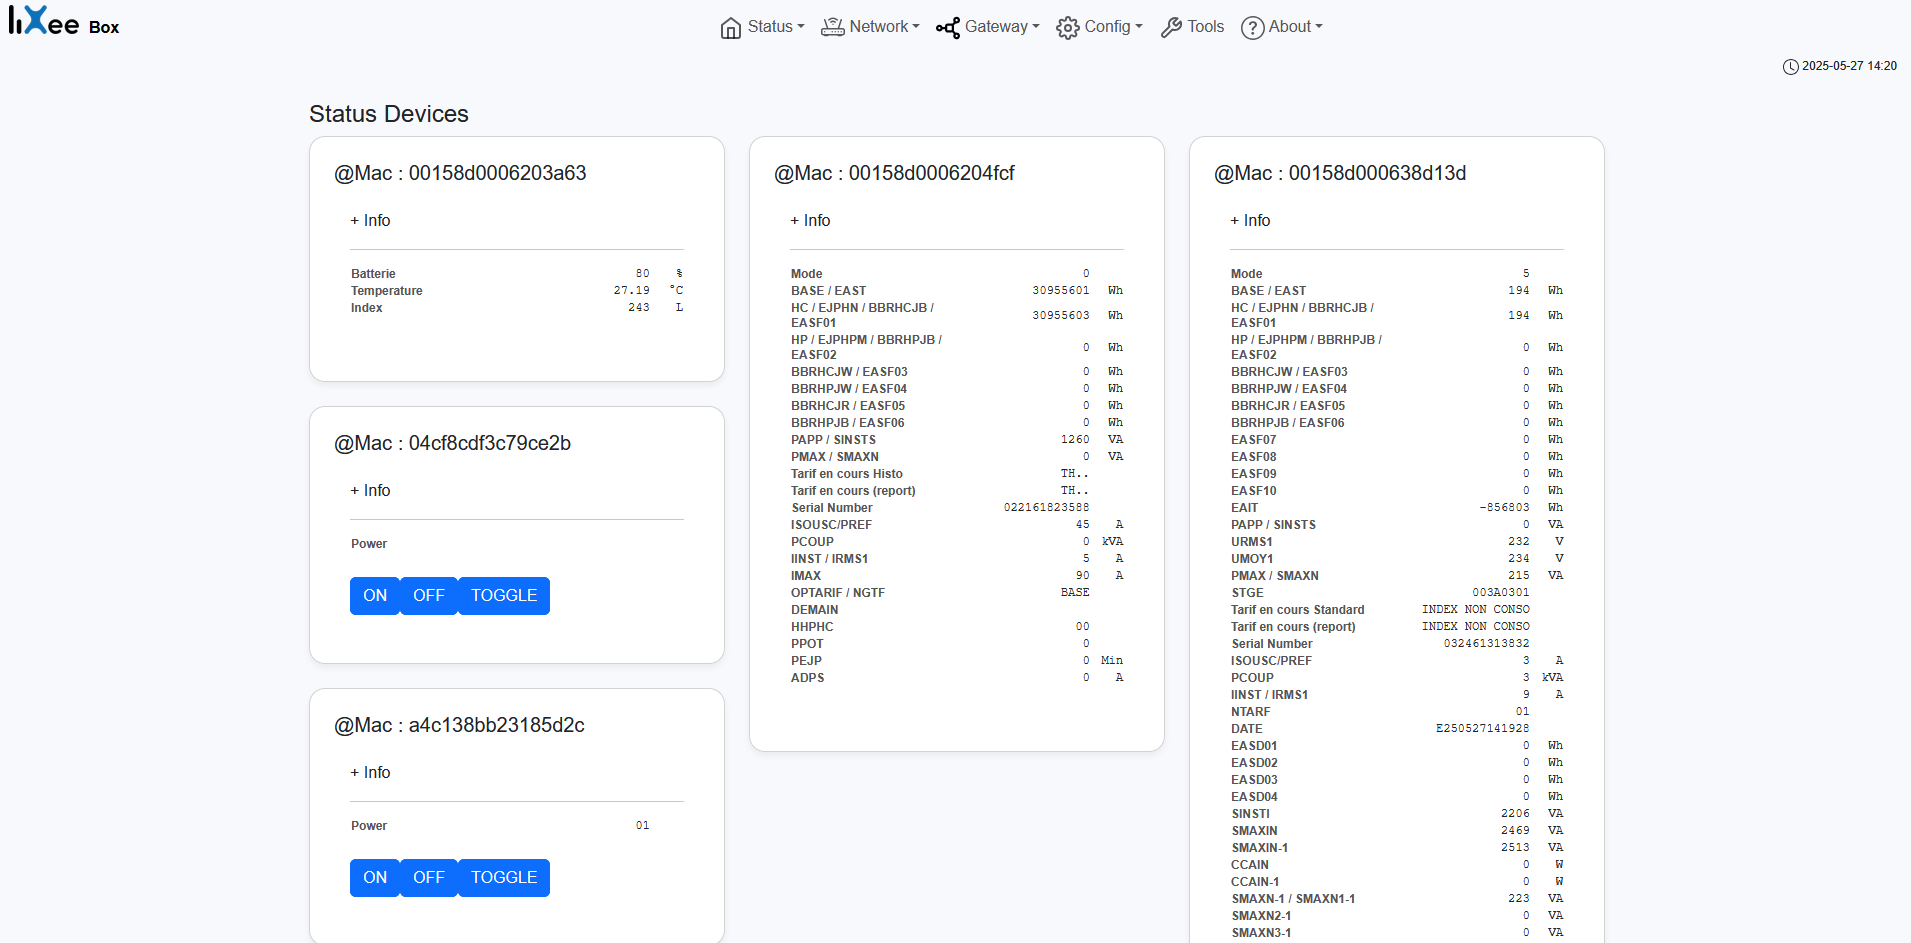 liXee Box
Status
Network
Gateway
Config
Tools
About
2025-05-27 14:20
Status Devices
@Mac : 00158d0006203a63
+ Info
Batterie 80 %
Temperature 27.19 °C
Index 243 L
@Mac : 04cf8cdf3c79ce2b
+ Info
Power
ON OFF TOGGLE
@Mac : a4c138bb23185d2c
+ Info
Power 01
ON OFF TOGGLE
@Mac : 00158d0006204fcf
+ Info
Mode 0
BASE / EAST 30955601 Wh
HC / EJPHN / BBRHCJB /
EASF01 30955603 Wh
HP / EJPHPM / BBRHPJB /
EASF02 0 Wh
BBRHCJW / EASF03 0 Wh
BBRHPJW / EASF04 0 Wh
BBRHCJR / EASF05 0 Wh
BBRHPJB / EASF06 0 Wh
PAPP / SINSTS 1260 VA
PMAX / SMAXN 0 VA
Tarif en cours Histo TH..
Tarif en cours (report) TH..
Serial Number 022161823588
ISOUSC/PREF 45 A
PCOUP 0 kVA
IINST / IRMS1 5 A
IMAX 90 A
OPTARIF / NGTF BASE
DEMAIN
HHPHC 00
PPOT 0
PEJP 0 Min
ADPS 0 A
@Mac : 00158d000638d13d
+ Info
Mode 5
BASE / EAST 194 Wh
HC / EJPHN / BBRHCJB /
EASF01 194 Wh
HP / EJPHPM / BBRHPJB /
EASF02 0 Wh
BBRHCJW / EASF03 0 Wh
BBRHPJW / EASF04 0 Wh
BBRHCJR / EASF05 0 Wh
BBRHPJB / EASF06 0 Wh
EASF07 0 Wh
EASF08 0 Wh
EASF09 0 Wh
EASF10 0 Wh
EAIT -856803 Wh
PAPP / SINSTS 0 VA
URMS1 232 V
UMOY1 234 V
PMAX / SMAXN 215 VA
STGE 003A0301
Tarif en cours Standard INDEX NON CONSO
Tarif en cours (report) INDEX NON CONSO
Serial Number 032461313832
ISOUSC/PREF 3 A
PCOUP 3 kVA
IINST / IRMS1 9 A
NTARF 01
DATE E250527141928
EASD01 0 Wh
EASD02 0 Wh
EASD03 0 Wh
EASD04 0 Wh
SINSTI 2206 VA
SMAXIN 2469 VA
SMAXIN-1 2513 VA
CCAIN 0 W
CCAIN-1 0 W
SMAXN-1 / SMAXN1-1 223 VA
SMAXN2-1 0 VA
SMAXN3-1 0 VA